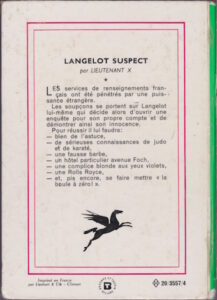 LANGELOT SUSPECT
par LIEUTENANT X
★
LES services de renseignements fran-
çais ont été pénétrés par une puis-
sance étrangère.
Les soupçons se portent sur Langelot
lui-même qui décide alors d'ouvrir une
enquête pour son propre compte et de
démontrer ainsi son innocence.
Pour réussir il lui faudra:
— bien de l'astuce,
— de sérieuses connaissances de judo
et de karaté,
— une fausse barbe,
— un hôtel particulier avenue Foch,
— une complice blonde aux yeux violets,
— une Rolls Royce,
— et, pis encore, se faire mettre « la
boule à zéro! ».
Imprimé en France
20/3557/4